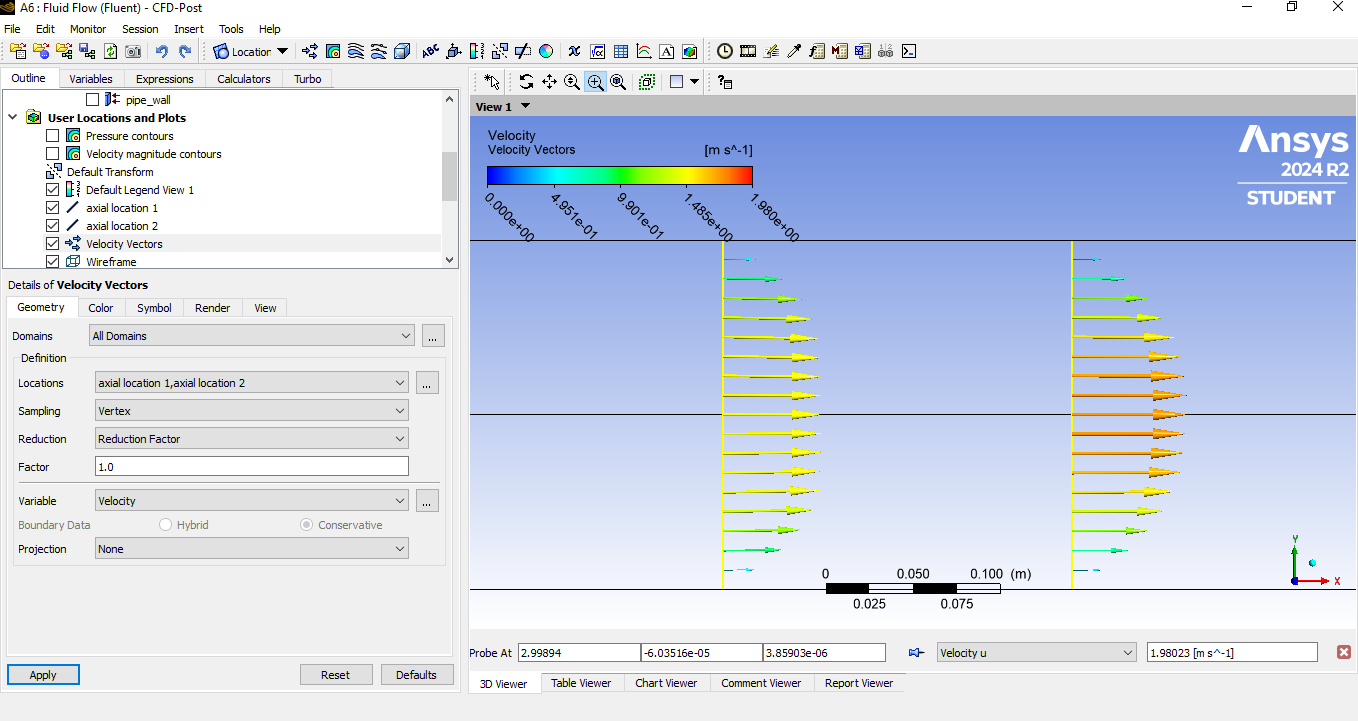 A6 : Fluid Flow (Fluent) - CFD-Post
File Edit Monitor Session Insert Tools Help
Location
Outline Variables Expressions Calculators Turbo
pipe_wall
User Locations and Plots
Pressure contours
Velocity magnitude contours
Default Transform
Default Legend View 1
axial location 1
axial location 2
Velocity Vectors
Wireframe
Details of Velocity Vectors
Geometry Color Symbol Render View
Domains All Domains ...
Definition
Locations axial location 1,axial location 2 ...
Sampling Vertex
Reduction Reduction Factor
Factor 1.0
Variable Velocity ...
Boundary Data Hybrid Conservative
Projection None
Apply Reset Defaults
View 1
Velocity
Velocity Vectors [m s^-1]
0.000e+00 4.951e-01 9.901e-01 1.485e+00 1.980e+00
Ansys
2024 R2
STUDENT
0 0.050 0.100 (m)
0.025 0.075
Y
X
Probe At 2.99894 -6.03516e-05 3.85903e-06 Velocity u 1.98023 [m s^-1]
3D Viewer Table Viewer Chart Viewer Comment Viewer Report Viewer